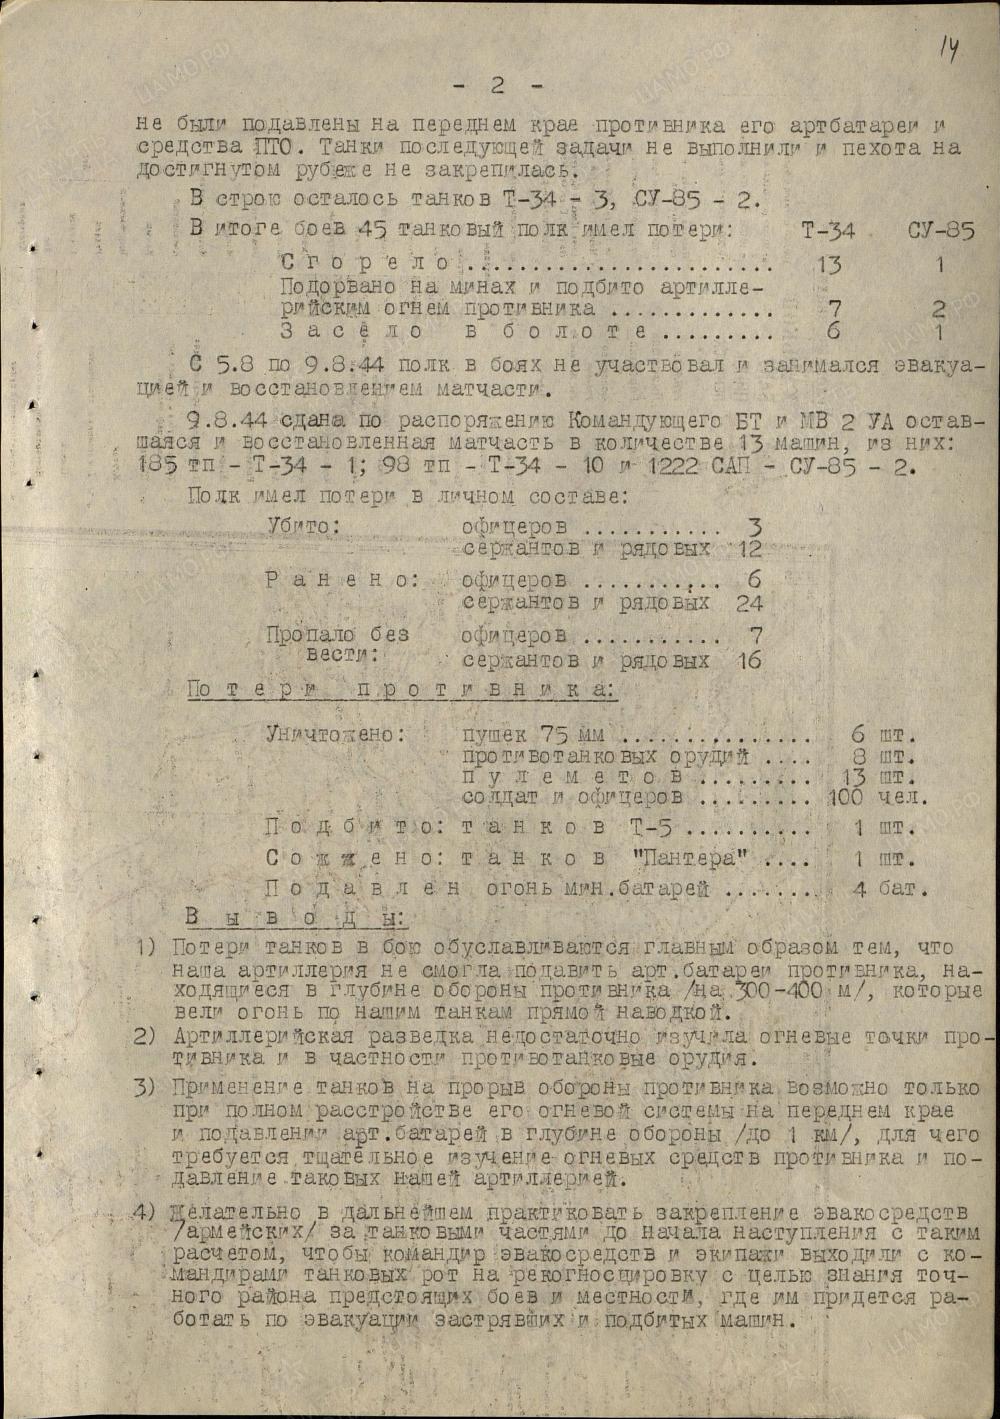 14
- 2 -
не были подавлены на переднем крае противника его артбатареи и
средства ПТО. Танки последующей задачи не выполнили и пехота на
достигнутом рубеже не закрепилась.
В строю осталось танков Т-34 - 3, СУ-85 - 2.
В итоге боев 45 танковый полк имел потери: Т-34 СУ-85
С г о р е л о ........................ 13 1
Подорвано на минах и подбито артилле-
рийским огнем противника ............. 7 2
З а с е л о в б о л о т е ......... 6 1
С 5.8 по 9.8.44 полк в боях не участвовал и занимался эвакуа-
цией и восстановлением матчасти.
9.8.44 сдана по распоряжению Командующего БТ и МВ 2 УА остав-
шаяся и восстановленная матчасть в количестве 13 машин, из них:
185 тп - Т-34 - 1; 98 тп - Т-34 - 10 и 1222 САП - СУ-85 - 2.
Полк имел потери в личном составе:
Убито: офицеров ........... 3
сержантов и рядовых 12
Р а н е н о: офицеров ........... 6
сержантов и рядовых 24
Пропало без офицеров ........... 7
вести: сержантов и рядовых 16
П о т е р и п р о т и в н и к а:
Уничтожено: пушек 75 мм ............... 6 шт.
противотанковых орудий .... 8 шт.
п у л е м е т о в ......... 13 шт.
солдат и офицеров ......... 100 чел.
П о д б и т о: т а н к о в Т-5 .......... 1 шт.
С о ж ж е н о: т а н к о в "Пантера" .... 1 шт.
П о д а в л е н огонь мин.батарей ....... 4 бат.
В ы в о д ы:
1) Потери танков в бою обуславливаются главным образом тем, что
наша артиллерия не смогла подавить арт.батареи противника, на-
ходящиеся в глубине обороны противника /на 300-400 м/, которые
вели огонь по нашим танкам прямой наводкой.
2) Артиллерийская разведка недостаточно изучила огневые точки про-
тивника и в частности противотанковые орудия.
3) Применение танков на прорыв обороны противника возможно только
при полном расстройстве его огневой системы на переднем крае
и подавлении арт.батарей в глубине обороны /до 1 км/, для чего
требуется тщательное изучение огневых средств противника и по-
давление таковых нашей артиллерией.
4) Желательно в дальнейшем практиковать закрепление эвакосредств
/армейских/ за танковыми частями до начала наступления с таким
расчетом, чтобы командир эвакосредств и экипажи выходили с ко-
мандирами танковых рот на рекогносцировку с целью знания точ-
ного района предстоящих боев и местности, где им придется ра-
ботать по эвакуации застрявших и подбитых машин.